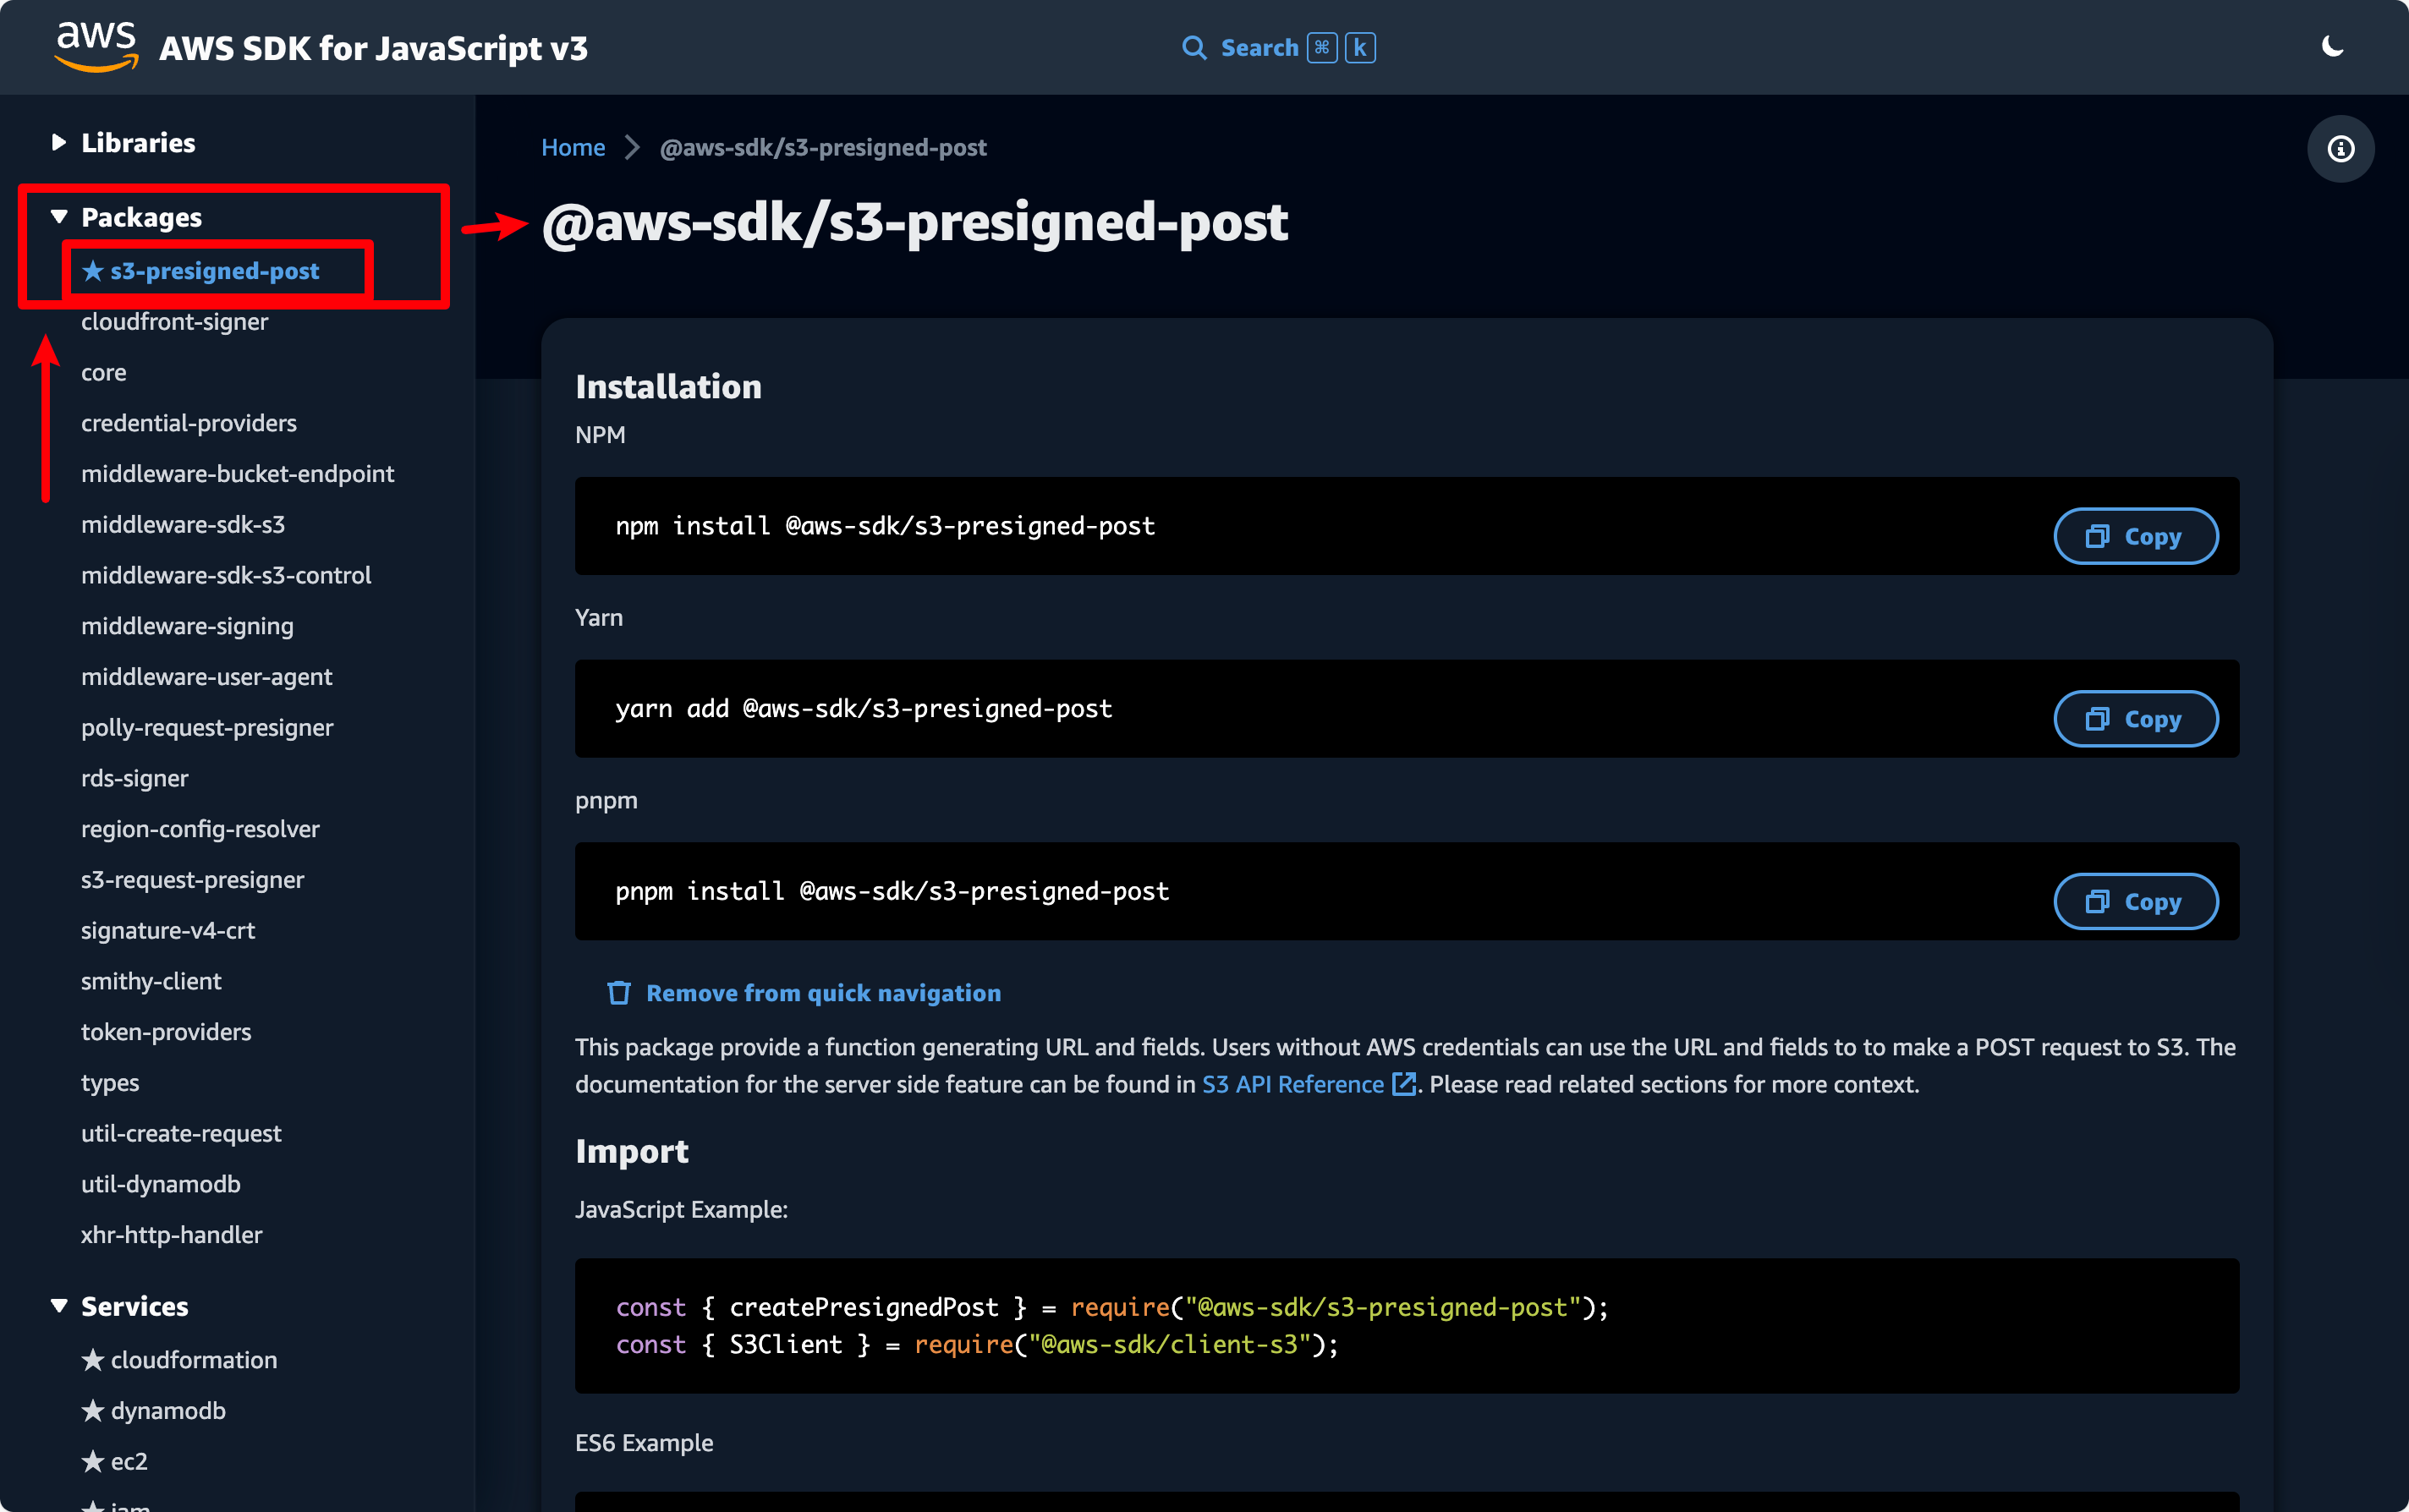 aws
AWS SDK for JavaScript v3
Search ⌘ k
Libraries
Packages
★ s3-presigned-post
cloudfront-signer
core
credential-providers
middleware-bucket-endpoint
middleware-sdk-s3
middleware-sdk-s3-control
middleware-signing
middleware-user-agent
polly-request-presigner
rds-signer
region-config-resolver
s3-request-presigner
signature-v4-crt
smithy-client
token-providers
types
util-create-request
util-dynamodb
xhr-http-handler
Services
★ cloudformation
★ dynamodb
★ ec2
★ iam
Home > @aws-sdk/s3-presigned-post
@aws-sdk/s3-presigned-post
Installation
NPM
npm install @aws-sdk/s3-presigned-post
Copy
Yarn
yarn add @aws-sdk/s3-presigned-post
Copy
pnpm
pnpm install @aws-sdk/s3-presigned-post
Copy
Remove from quick navigation
This package provide a function generating URL and fields. Users without AWS credentials can use the URL and fields to to make a POST request to S3. The
documentation for the server side feature can be found in S3 API Reference. Please read related sections for more context.
Import
JavaScript Example:
const { createPresignedPost } = require("@aws-sdk/s3-presigned-post");
const { S3Client } = require("@aws-sdk/client-s3");
ES6 Example